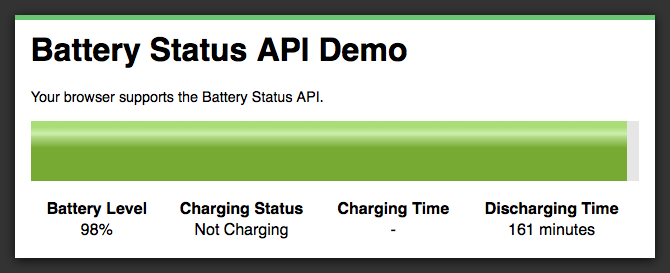 Battery Status API Demo
Your browser supports the Battery Status API.
Battery Level Charging Status Charging Time Discharging Time
98% Not Charging - 161 minutes